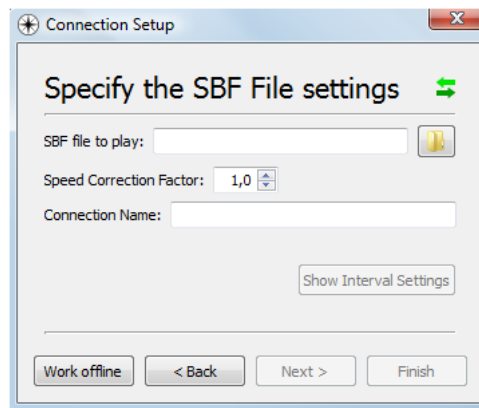 Connection Setup
Specify the SBF File settings
SBF file to play:
Speed Correction Factor: 1,0
Connection Name:
Show Interval Settings
Work offline < Back Next > Finish